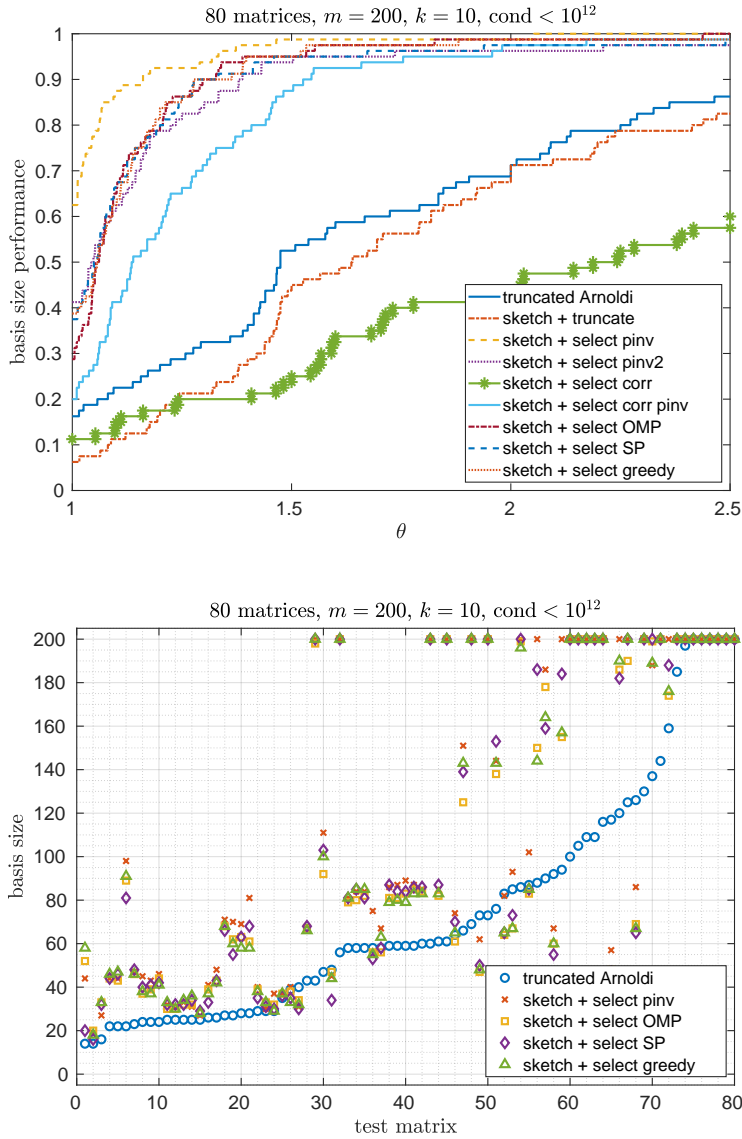 80 matrices, m = 200, k = 10, cond < 10^12
basis size performance
1
0.9
0.8
0.7
0.6
0.5
0.4
0.3
0.2
0.1
0
truncated Arnoldi
sketch + truncate
sketch + select pinv
sketch + select pinv2
sketch + select corr
sketch + select corr pinv
sketch + select OMP
sketch + select SP
sketch + select greedy
1 1.5 2 2.5
θ
80 matrices, m = 200, k = 10, cond < 10^12
basis size
200
180
160
140
120
100
80
60
40
20
0
truncated Arnoldi
sketch + select pinv
sketch + select OMP
sketch + select SP
sketch + select greedy
0 10 20 30 40 50 60 70 80
test matrix